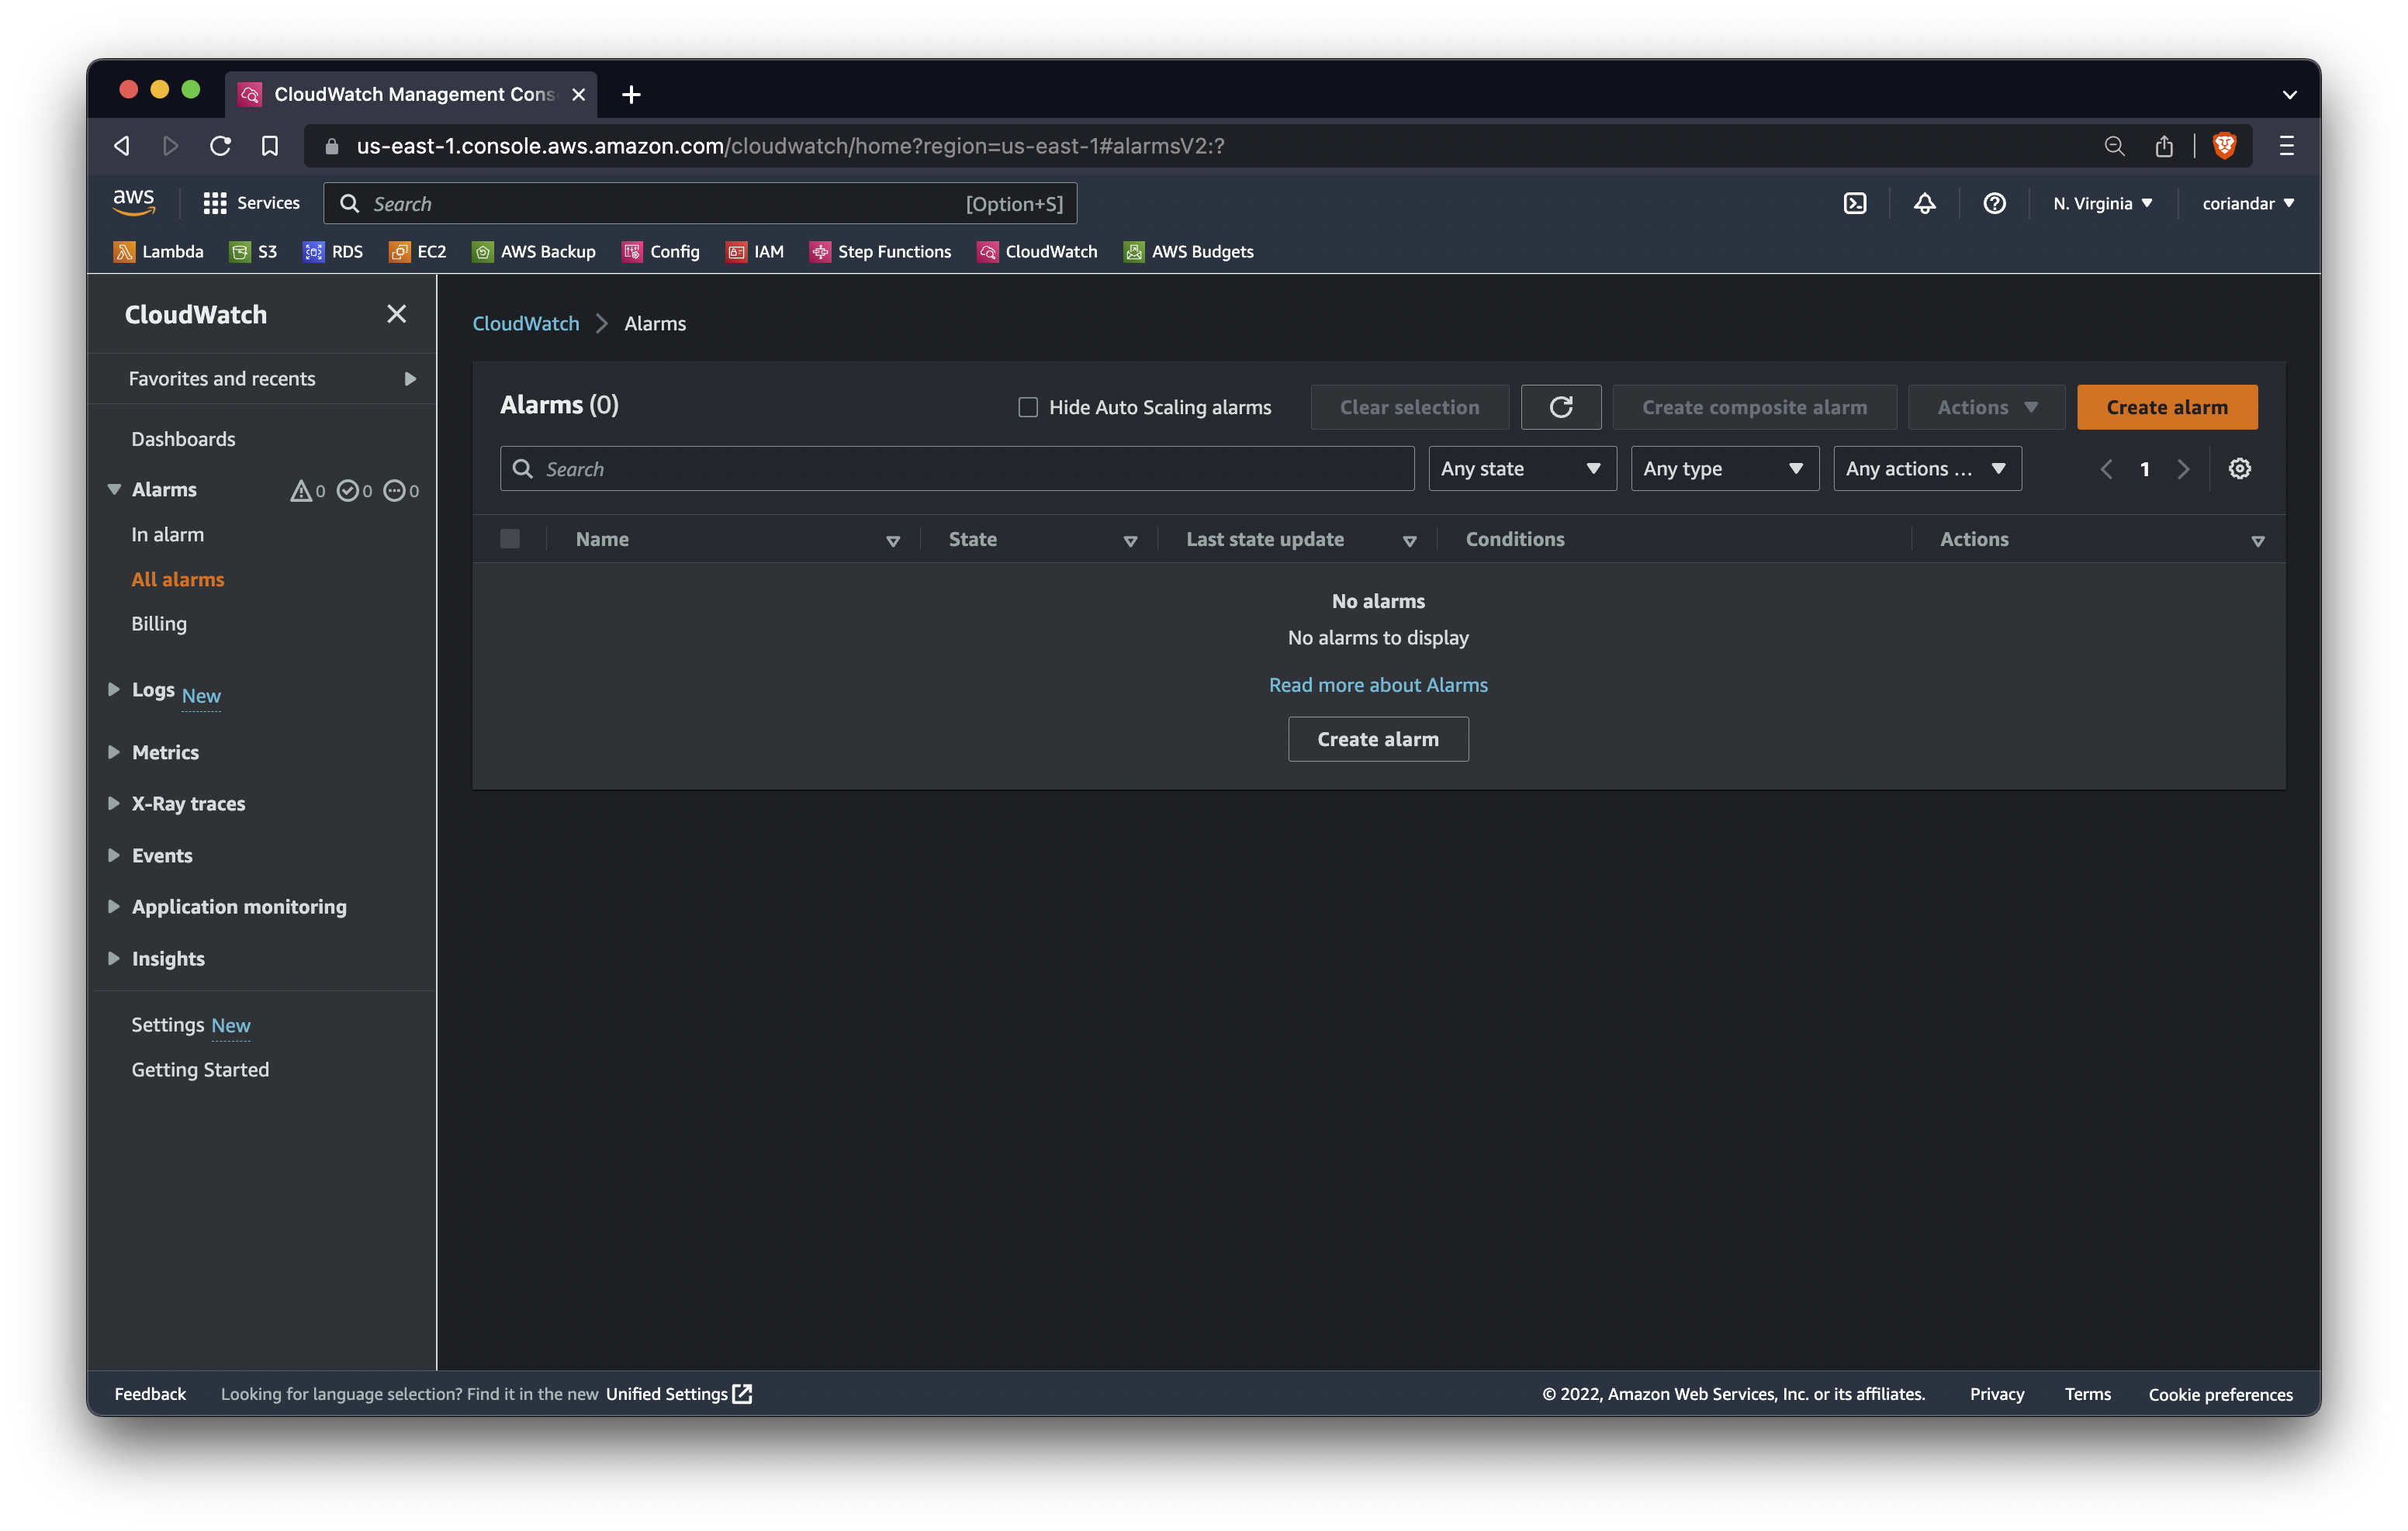 CloudWatch Management Cons
us-east-1.console.aws.amazon.com/cloudwatch/home?region=us-east-1#alarmsV2:?
aws Services Search [Option+S] N. Virginia coriandar
Lambda S3 RDS EC2 AWS Backup Config IAM Step Functions CloudWatch AWS Budgets
CloudWatch
Favorites and recents
Dashboards
Alarms 0 0 0
In alarm
All alarms
Billing
Logs New
Metrics
X-Ray traces
Events
Application monitoring
Insights
Settings New
Getting Started
CloudWatch Alarms
Alarms (0) Hide Auto Scaling alarms Clear selection Create composite alarm Actions Create alarm
Search Any state Any type Any actions ... 1
Name State Last state update Conditions Actions
No alarms
No alarms to display
Read more about Alarms
Create alarm
Feedback Looking for language selection? Find it in the new Unified Settings © 2022, Amazon Web Services, Inc. or its affiliates. Privacy Terms Cookie preferences